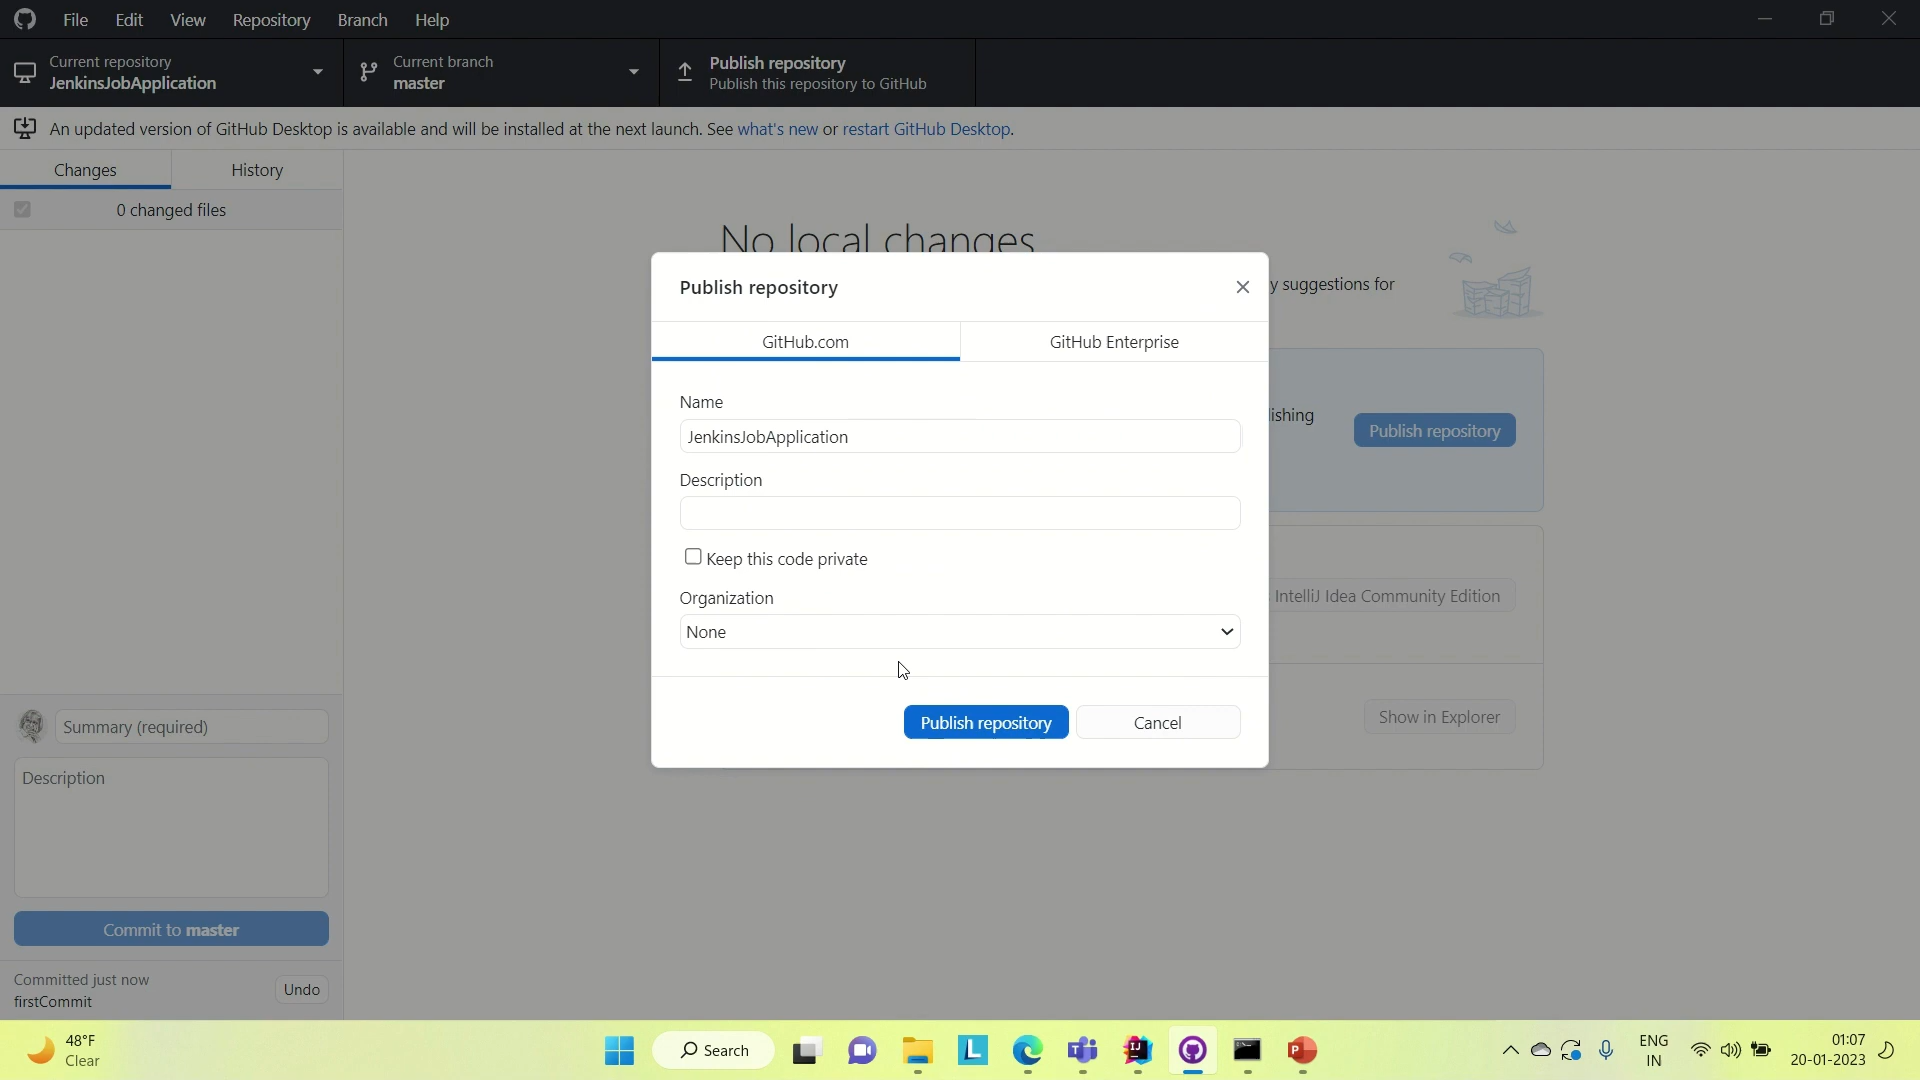 File Edit View Repository Branch Help
Current repository
JenkinsJobApplication
Current branch
master
Publish repository
Publish this repository to GitHub
An updated version of GitHub Desktop is available and will be installed at the next launch. See what's new or restart GitHub Desktop.
Changes History
0 changed files
No local changes
y suggestions for
Publish repository
GitHub.com GitHub Enterprise
Name
JenkinsJobApplication
ishing
Publish repository
Description
Keep this code private
Organization
None
IntelliJ Idea Community Edition
Publish repository Cancel
Show in Explorer
Summary (required)
Description
Commit to master
Committed just now
firstCommit
Undo
48°F
Clear
Search
ENG
IN
01:07
20-01-2023